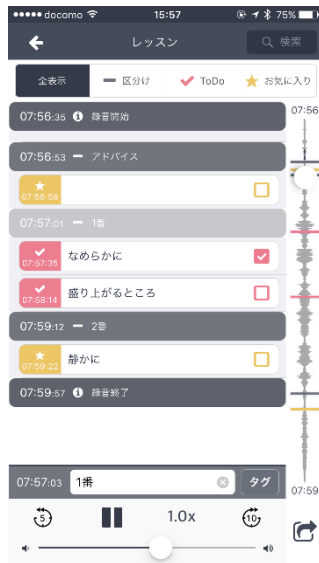 docomo 15:57 75%
レッスン 検索
全表示 区分け ToDo お気に入り
07:56:35 録音開始 07:56
07:56:53 アドバイス
07:56:58
07:57:01 1番
07:57:35 なめらかに
07:58:14 盛り上がるところ
07:59:12 2番
07:59:22 静かに
07:59:57 録音終了
07:57:03 1番 タグ 07:59
5 1.0x 10